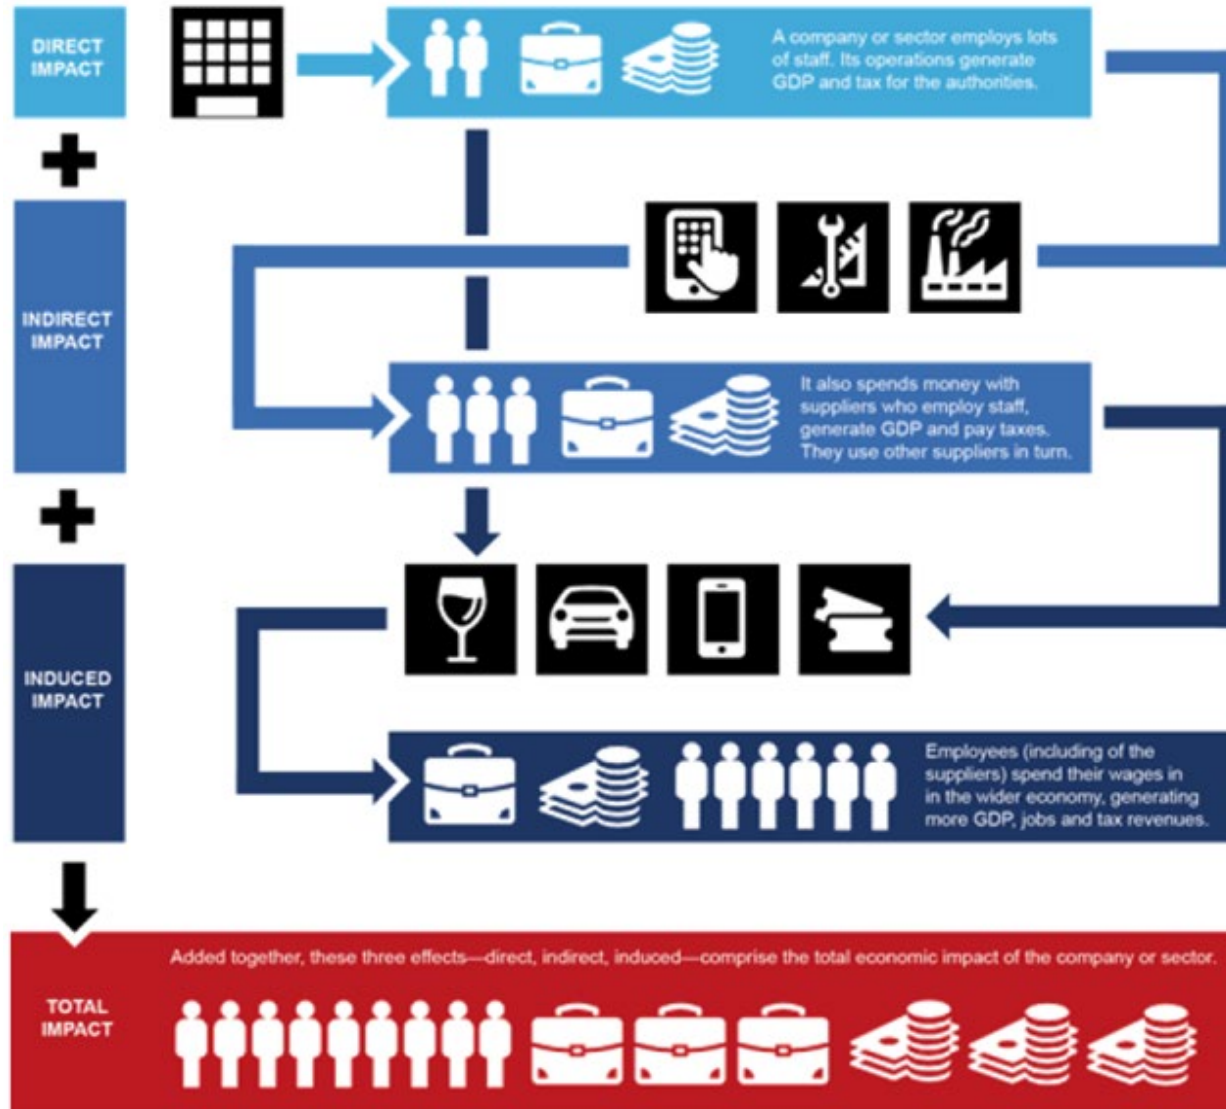 DIRECT
IMPACT
A company or sector employs lots
of staff. Its operations generate
GDP and tax for the authorities.
INDIRECT
IMPACT
It also spends money with
suppliers who employ staff,
generate GDP and pay taxes.
They use other suppliers in turn.
INDUCED
IMPACT
Employees (including of the
suppliers) spend their wages in
in the wider economy, generating
more GDP, jobs and tax revenues.
Added together, these three effects—direct, indirect, induced—comprise the total economic impact of the company or sector.
TOTAL
IMPACT